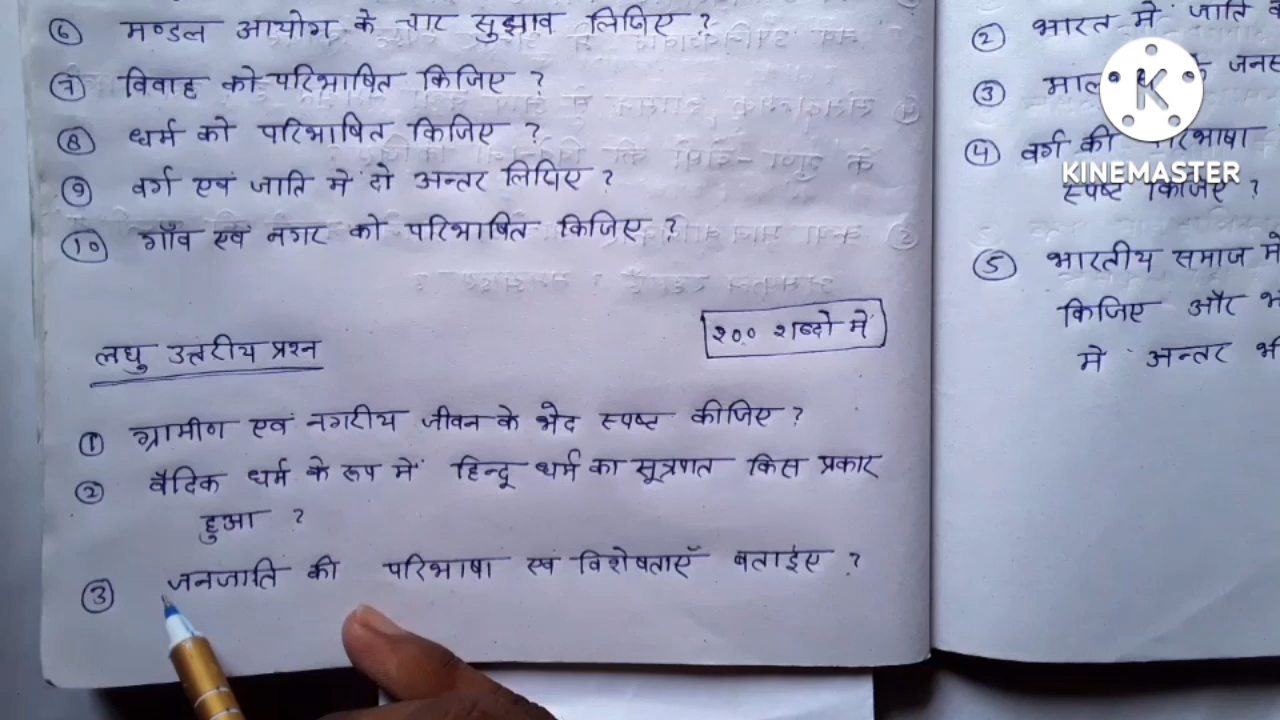 ⑥ मण्डल आयोग के चार सुझाव लिखिए ?
⑦ विवाह को परिभाषित किजिए ?
⑧ धर्म को परिभाषित किजिए ?
⑨ वर्ग एवं जाति में दो अन्तर लिखिए ?
⑩ गाँव एवं नगर को परिभाषित किजिए ?
लघु उत्तरीय प्रश्न
२०० शब्दो में
① ग्रामीण एवं नगरीय जीवन के भेद स्पष्ट कीजिए ?
② वैदिक धर्म के रूप में हिन्दू धर्म का सूत्रपात किस प्रकार
हुआ ?
③ जनजाति की परिभाषा एवं विशेषताएँ बताईए ?
② भारत में जाति
③
④ वर्ग की परिभाषा
स्पष्ट किजिए ?
⑤ भारतीय समाज में
किजिए और
में अन्तर
K
KINEMASTER